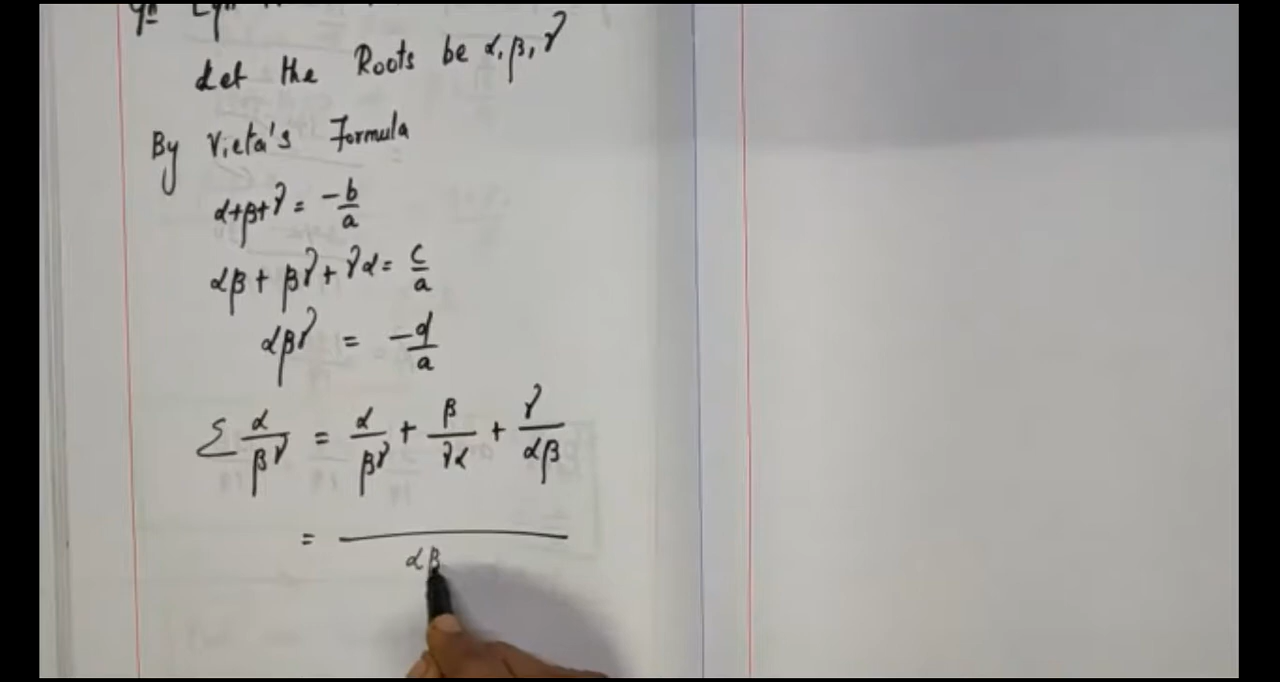 Let the Roots be α, β, γ
By Vieta's Formula
α+β+γ = -b/a
αβ + βγ + γα = c/a
αβγ = -d/a
Σ α/βγ = α/βγ + β/γα + γ/αβ
= /αβ